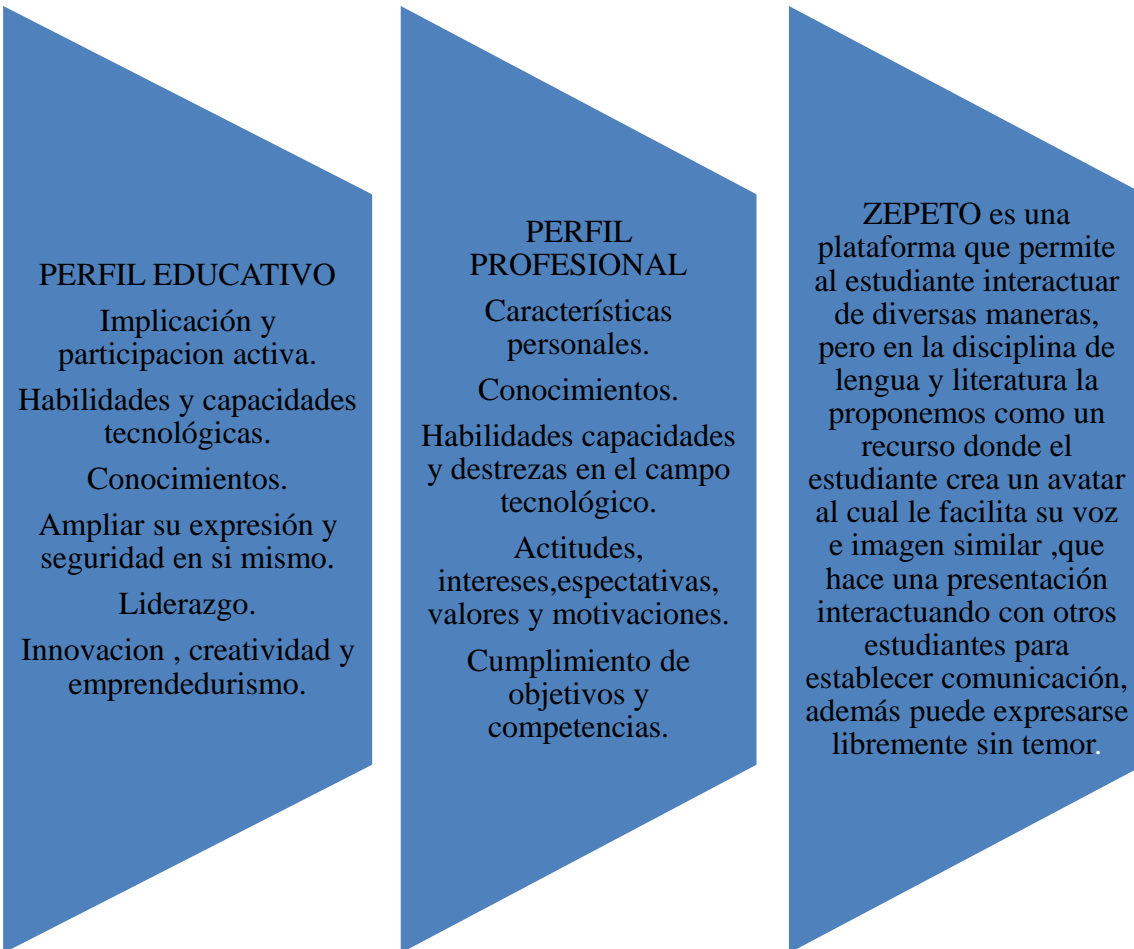 PERFIL EDUCATIVO
Implicación y
participacion activa.
Habilidades y capacidades
tecnológicas.
Conocimientos.
Ampliar su expresión y
seguridad en si mismo.
Liderazgo.
Innovacion , creatividad y
emprendedurismo.
PERFIL
PROFESIONAL
Características
personales.
Conocimientos.
Habilidades capacidades
y destrezas en el campo
tecnológico.
Actitudes,
intereses,espectativas,
valores y motivaciones.
Cumplimiento de
objetivos y
competencias.
ZEPETO es una
plataforma que permite
al estudiante interactuar
de diversas maneras,
pero en la disciplina de
lengua y literatura la
proponemos como un
recurso donde el
estudiante crea un avatar
al cual le facilita su voz
e imagen similar ,que
hace una presentación
interactuando con otros
estudiantes para
establecer comunicación,
además puede expresarse
libremente sin temor.